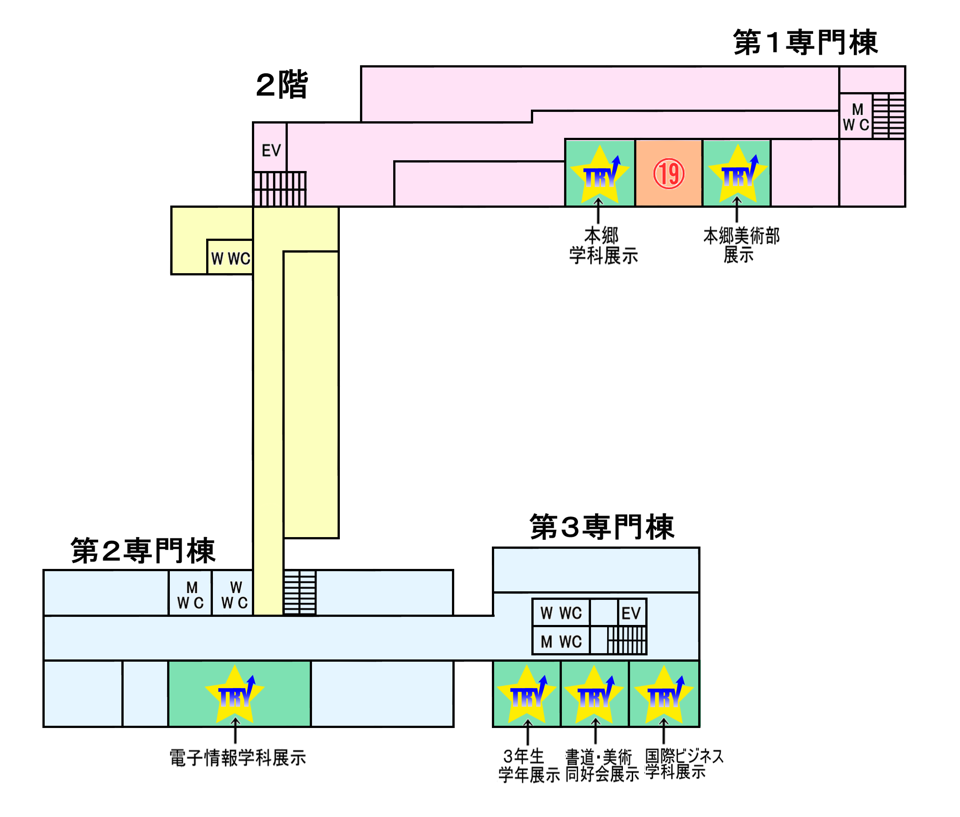 第１専門棟
２階
M
WC
EV
TRY
⑲
TRY
本郷
学科展示
本郷美術部
展示
W WC
第３専門棟
第２専門棟
M
WC
W
WC
W WC
EV
M WC
TRY
TRY
TRY
TRY
電子情報学科展示
３年生
学年展示
書道・美術
同好会展示
国際ビジネス
学科展示